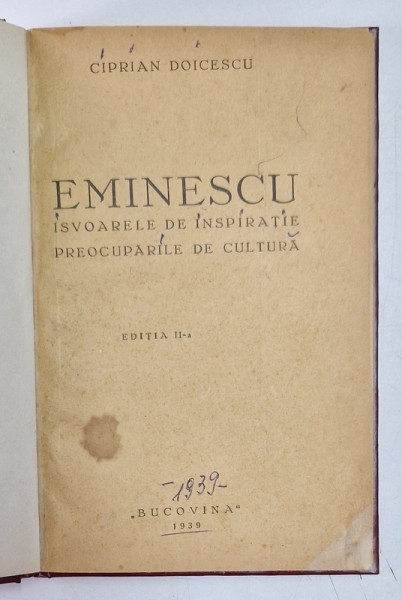 CIPRIAN DOICESCU
EMINESCU
ISVOARELE DE INSPIRAȚIE
PREOCUPĂRILE DE CULTURĂ
EDIȚIA II-a
-1939-
„BUCOVINA"
1939